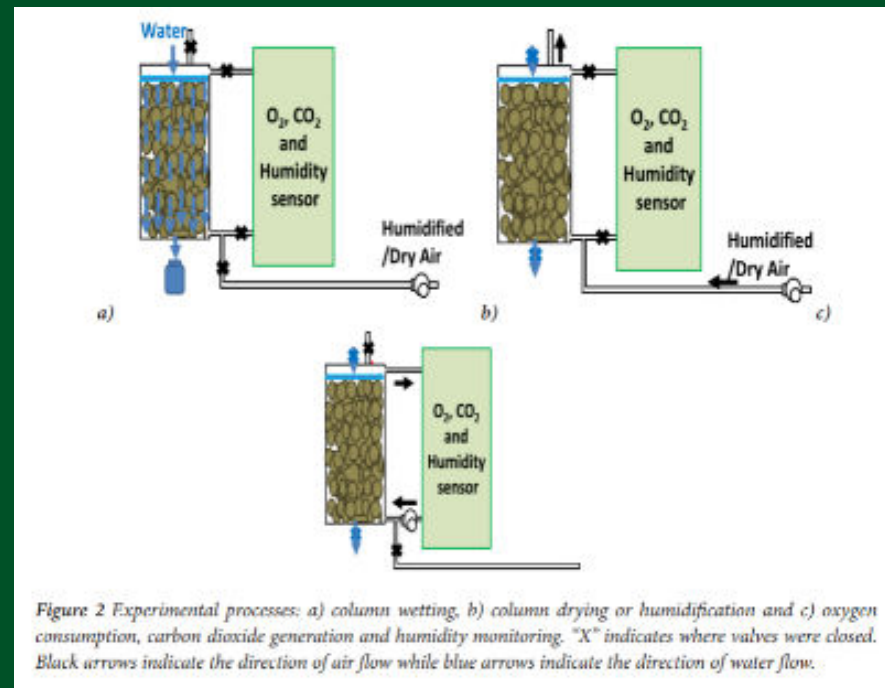 Water
O2, CO2
and
Humidity
sensor
Humidified
/Dry Air
a)
O2, CO2
and
Humidity
sensor
Humidified
/Dry Air
b)
c)
O2, CO2
and
Humidity
sensor
Figure 2 Experimental processes: a) column wetting, b) column drying or humidification and c) oxygen
consumption, carbon dioxide generation and humidity monitoring. "X" indicates where valves were closed.
Black arrows indicate the direction of air flow while blue arrows indicate the direction of water flow.